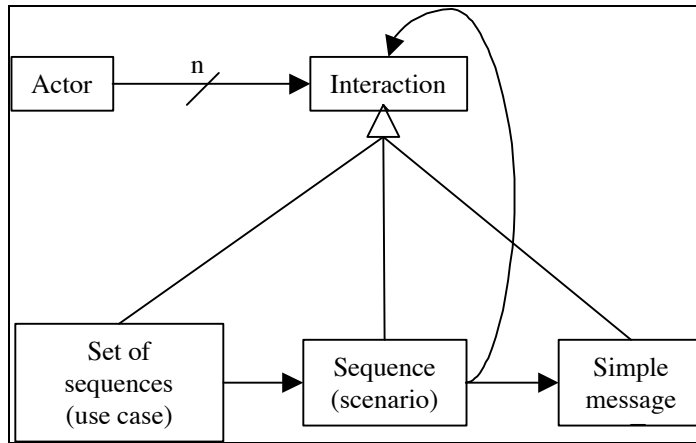 n
Actor
Interaction
Set of
sequences
(use case)
Sequence
(scenario)
Simple
message